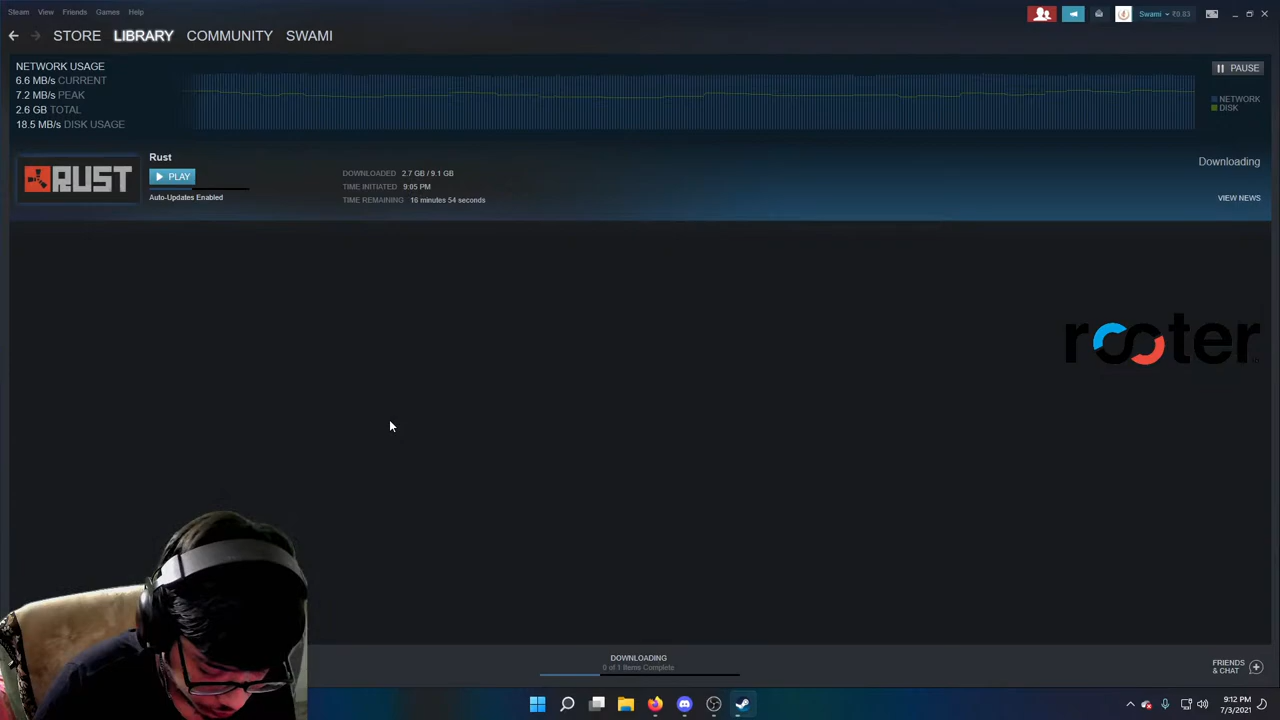 Steam View Friends Games Help
Swami ₹0.83
STORE LIBRARY COMMUNITY SWAMI
NETWORK USAGE
6.6 MB/s CURRENT
7.2 MB/s PEAK
2.6 GB TOTAL
18.5 MB/s DISK USAGE
PAUSE
NETWORK
DISK
RUST
Rust
PLAY
Auto-Updates Enabled
DOWNLOADED 2.7 GB / 9.1 GB
TIME INITIATED 9:05 PM
TIME REMAINING 16 minutes 54 seconds
Downloading
VIEW NEWS
rooter
DOWNLOADING
0 of 1 Items Complete
FRIENDS
& CHAT
9:12 PM
7/3/2021